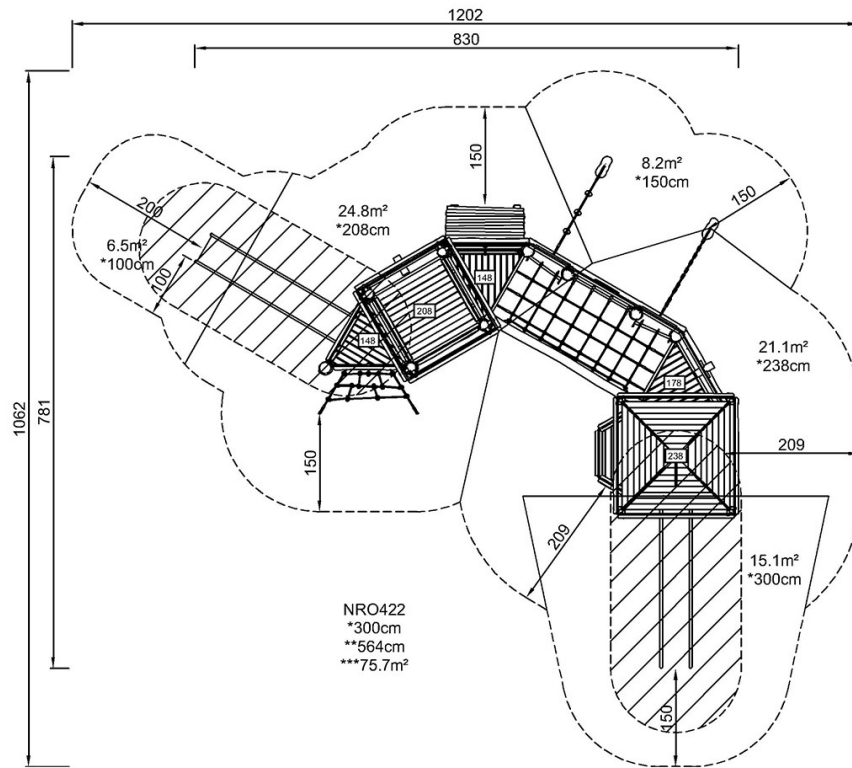 1202
830
150
8.2m²
*150cm
150
200
24.8m²
*208cm
6.5m²
*100cm
100
148
208
148
21.1m²
*238cm
178
1062
781
150
238
209
209
15.1m²
*300cm
NRO422
*300cm
**564cm
***75.7m²
150